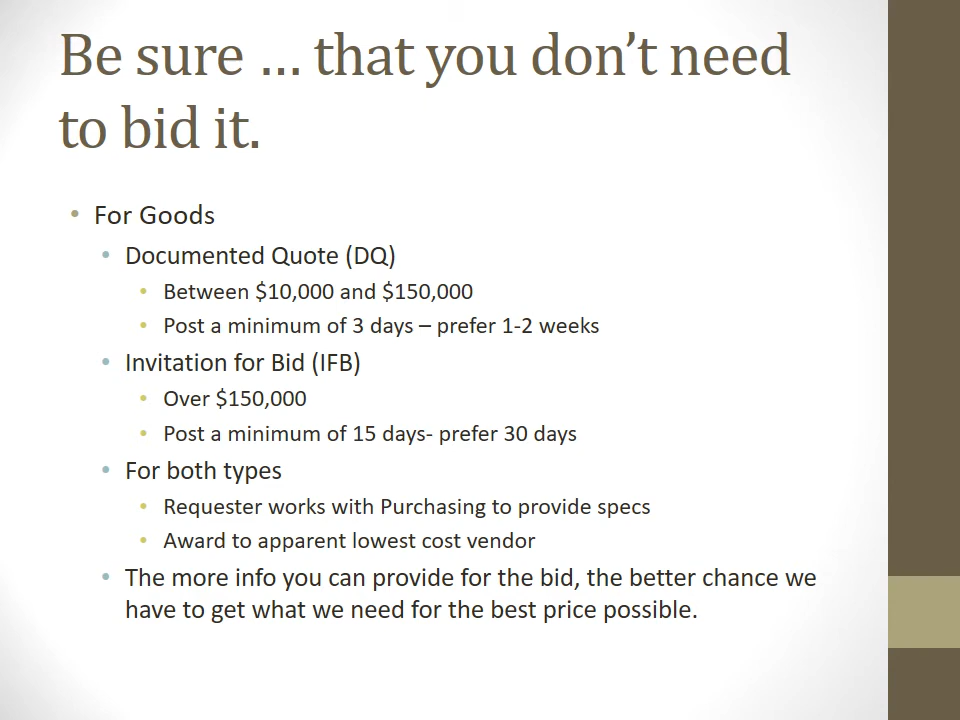 Be sure … that you don’t need
to bid it.
• For Goods
• Documented Quote (DQ)
• Between $10,000 and $150,000
• Post a minimum of 3 days – prefer 1-2 weeks
• Invitation for Bid (IFB)
• Over $150,000
• Post a minimum of 15 days- prefer 30 days
• For both types
• Requester works with Purchasing to provide specs
• Award to apparent lowest cost vendor
• The more info you can provide for the bid, the better chance we
have to get what we need for the best price possible.